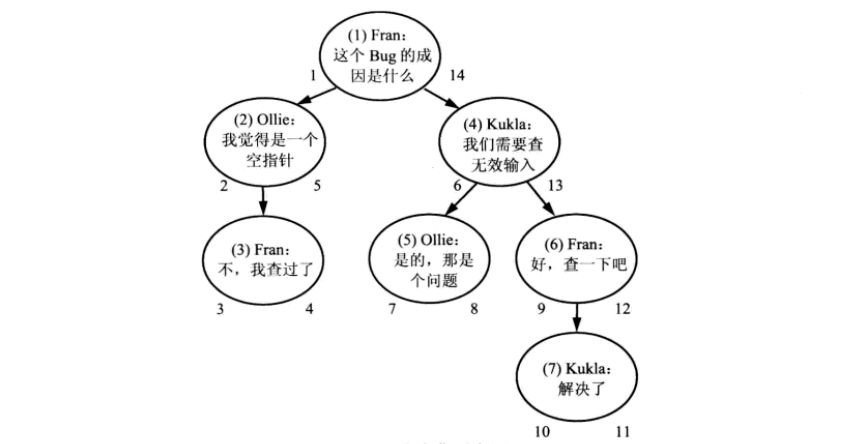 (1) Fran:
这个 Bug 的成
因是什么
1 14
(2) Ollie:
我觉得是一个
空指针
(4) Kukla:
我们需要查
无效输入
2 5
6 13
(3) Fran:
不，我查过了
(5) Ollie:
是的，那是
个问题
(6) Fran:
好，查一下吧
3 4
7 8
9 12
(7) Kukla:
解决了
10 11